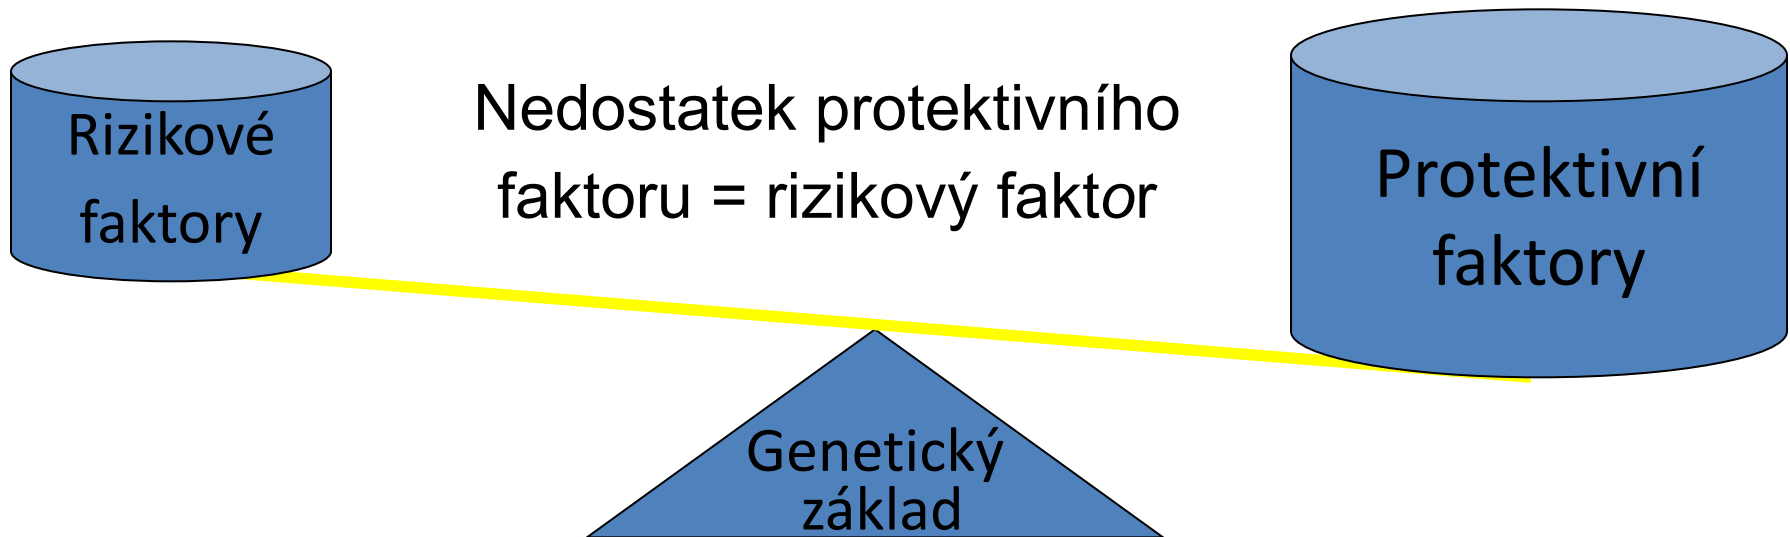 Rizikové
faktory
Nedostatek protektivního
faktoru = rizikový faktor
Protektivní
faktory
Genetický
základ